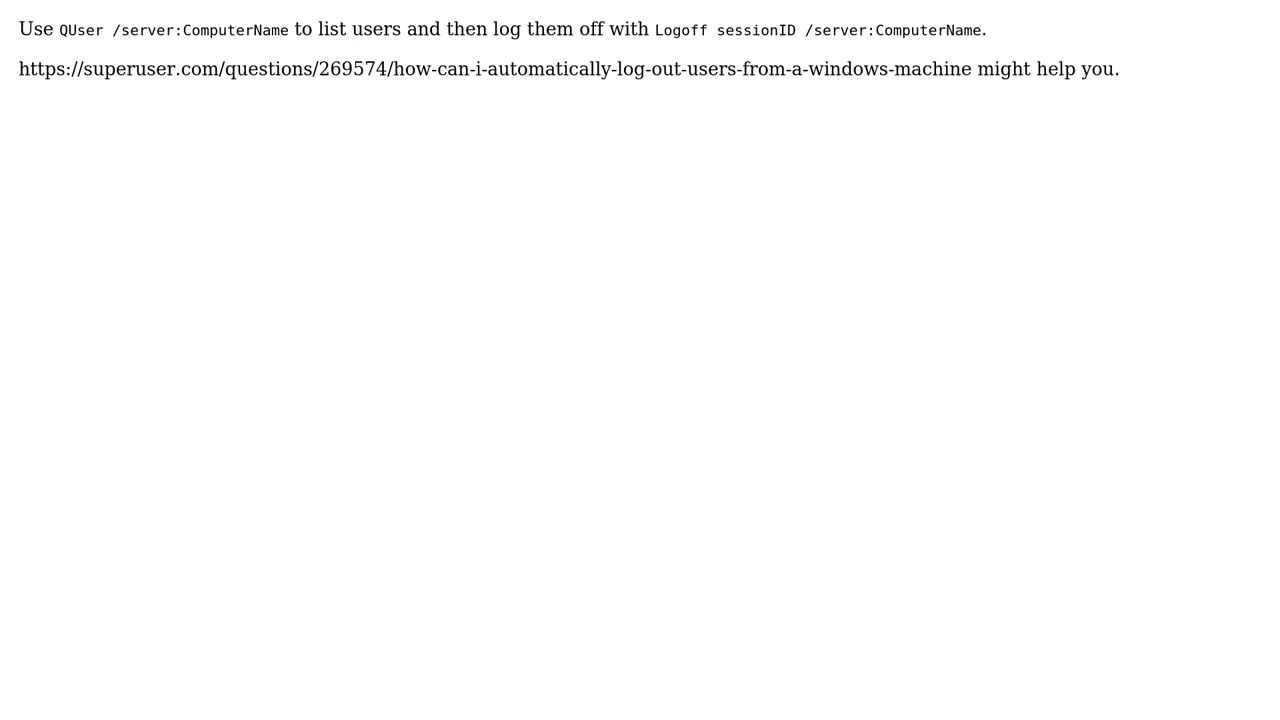 Use QUser /server:ComputerName to list users and then log them off with Logoff sessionID /server:ComputerName.
https://superuser.com/questions/269574/how-can-i-automatically-log-out-users-from-a-windows-machine might help you.